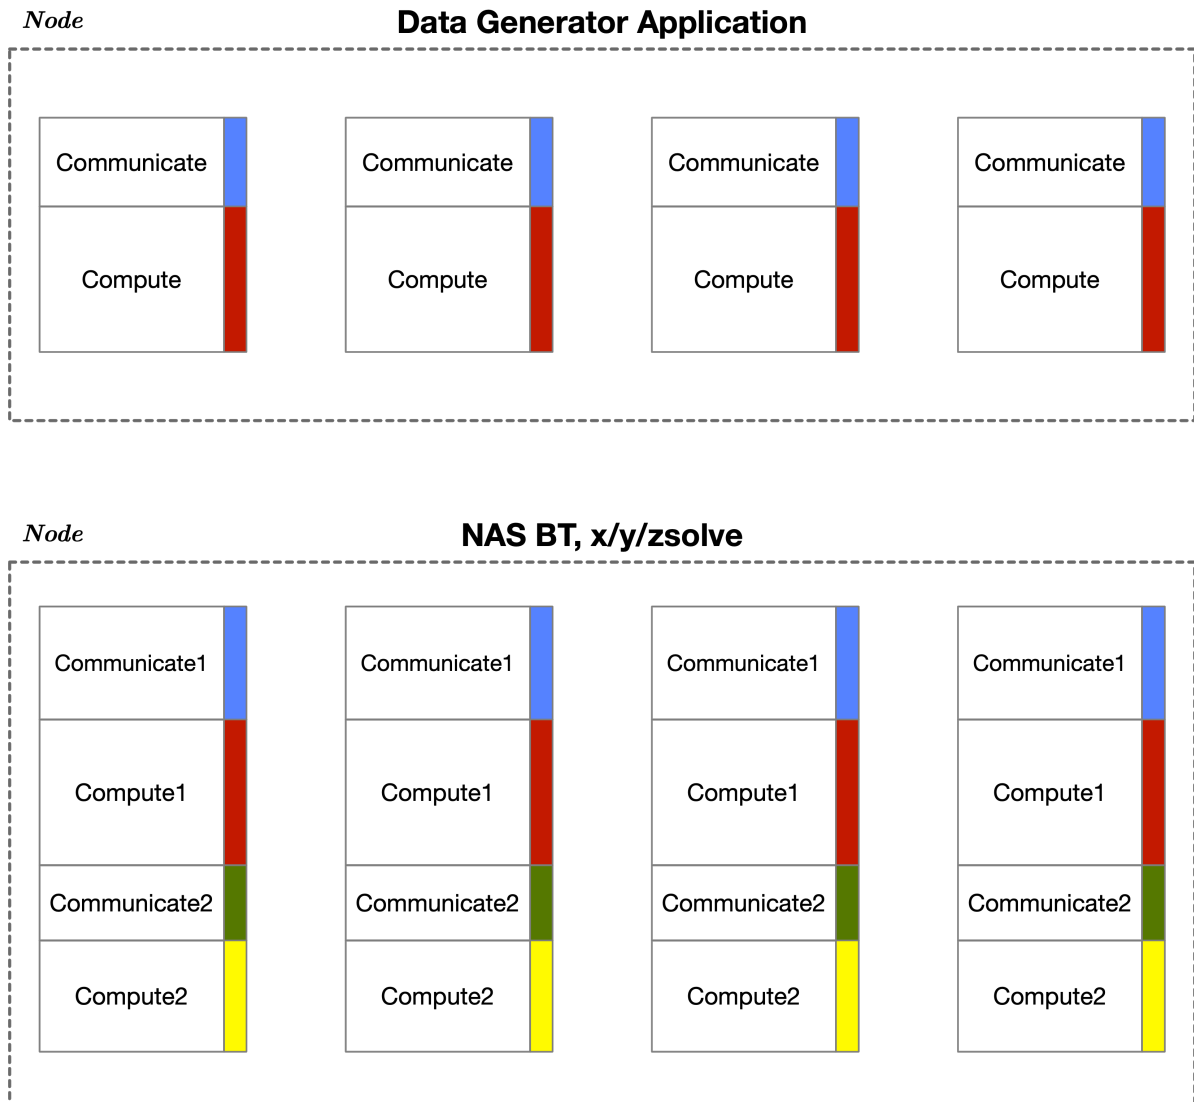 Node
Data Generator Application
Communicate Communicate Communicate Communicate
Compute Compute Compute Compute
Node
NAS BT, x/y/zsolve
Communicate1 Communicate1 Communicate1 Communicate1
Compute1 Compute1 Compute1 Compute1
Communicate2 Communicate2 Communicate2 Communicate2
Compute2 Compute2 Compute2 Compute2